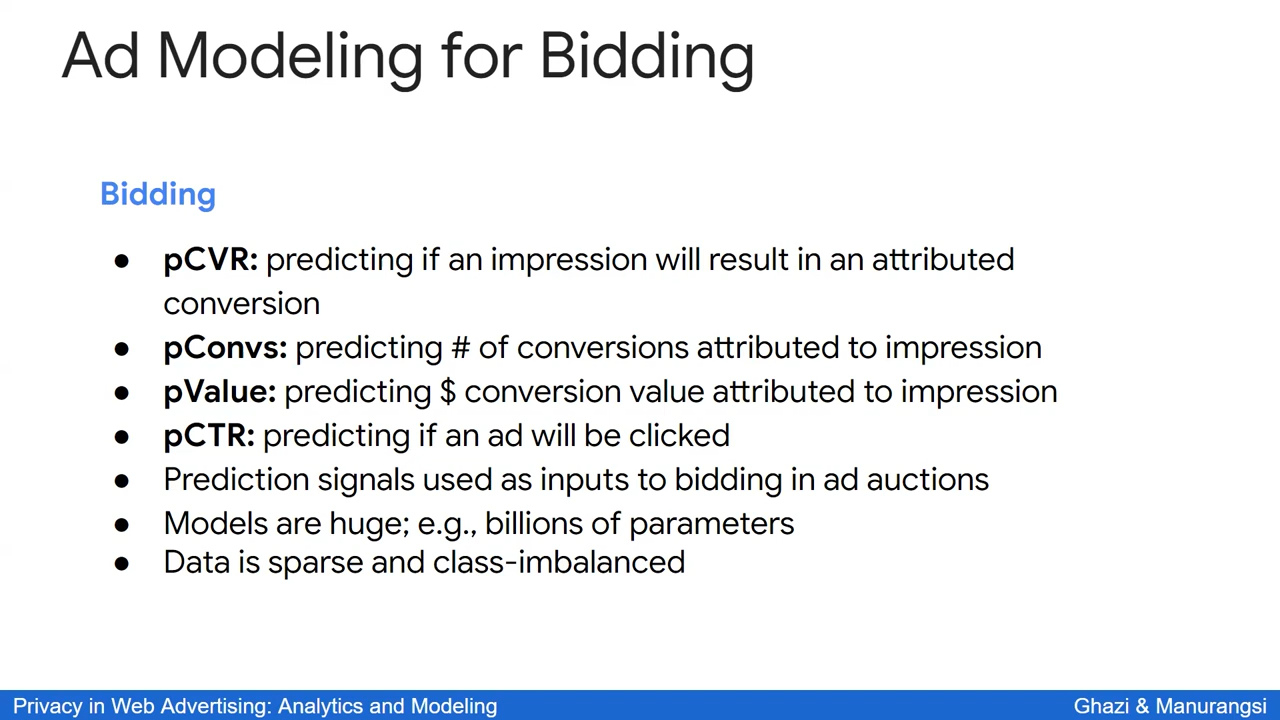 Ad Modeling for Bidding
Bidding
● pCVR: predicting if an impression will result in an attributed
conversion
● pConvs: predicting # of conversions attributed to impression
● pValue: predicting $ conversion value attributed to impression
● pCTR: predicting if an ad will be clicked
● Prediction signals used as inputs to bidding in ad auctions
● Models are huge; e.g., billions of parameters
● Data is sparse and class-imbalanced
Privacy in Web Advertising: Analytics and Modeling
Ghazi & Manurangsi